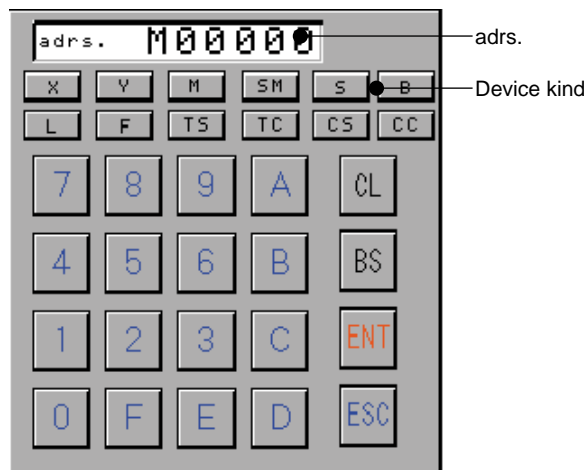 adrs. M00000 adrs.
X Y M SM S B Device kind
L F TS TC CS CC
7 8 9 A CL
4 5 6 B BS
1 2 3 C ENT
0 F E D ESC